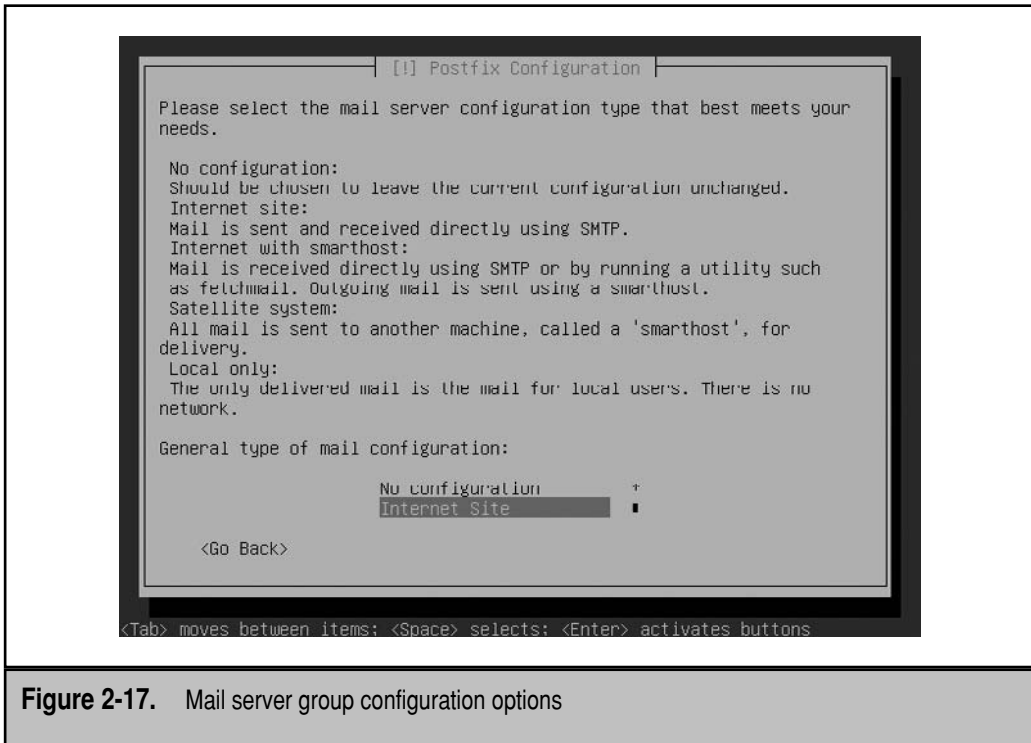 [!] Postfix Configuration
Please select the mail server configuration type that best meets your
needs.
No configuration:
Should be chosen to leave the current configuration unchanged.
Internet site:
Mail is sent and received directly using SMTP.
Internet with smarthost:
Mail is received directly using SMTP or by running a utility such
as fetchmail. Outgoing mail is sent using a smarthost.
Satellite system:
All mail is sent to another machine, called a 'smarthost', for
delivery.
Local only:
The only delivered mail is the mail for local users. There is no
network.
General type of mail configuration:
No configuration
Internet Site
<Go Back>
<Tab> moves between items; <Space> selects; <Enter> activates buttons
Figure 2-17. Mail server group configuration options